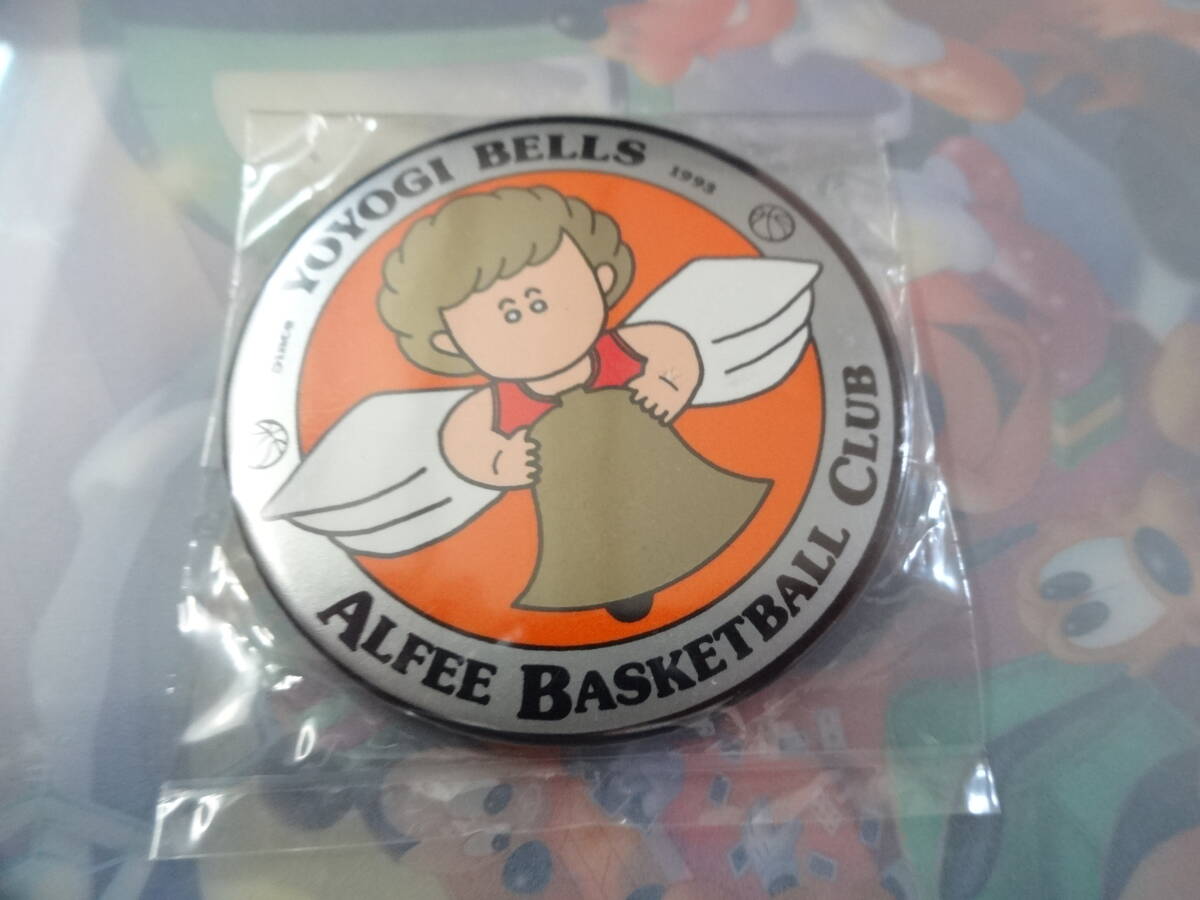 Since YOYOGI BELLS 1993
ALFEE BASKETBALL CLUB